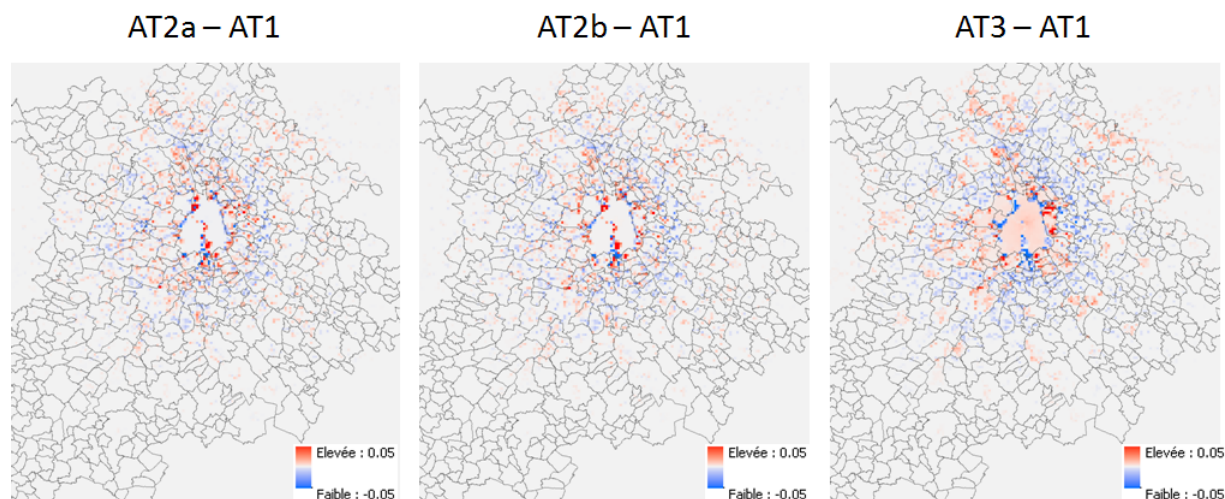 AT2a – AT1
AT2b – AT1
AT3 – AT1
Elevée : 0.05
Faible : -0.05
Elevée : 0.05
Faible : -0.05
Elevée : 0.05
Faible : -0.05